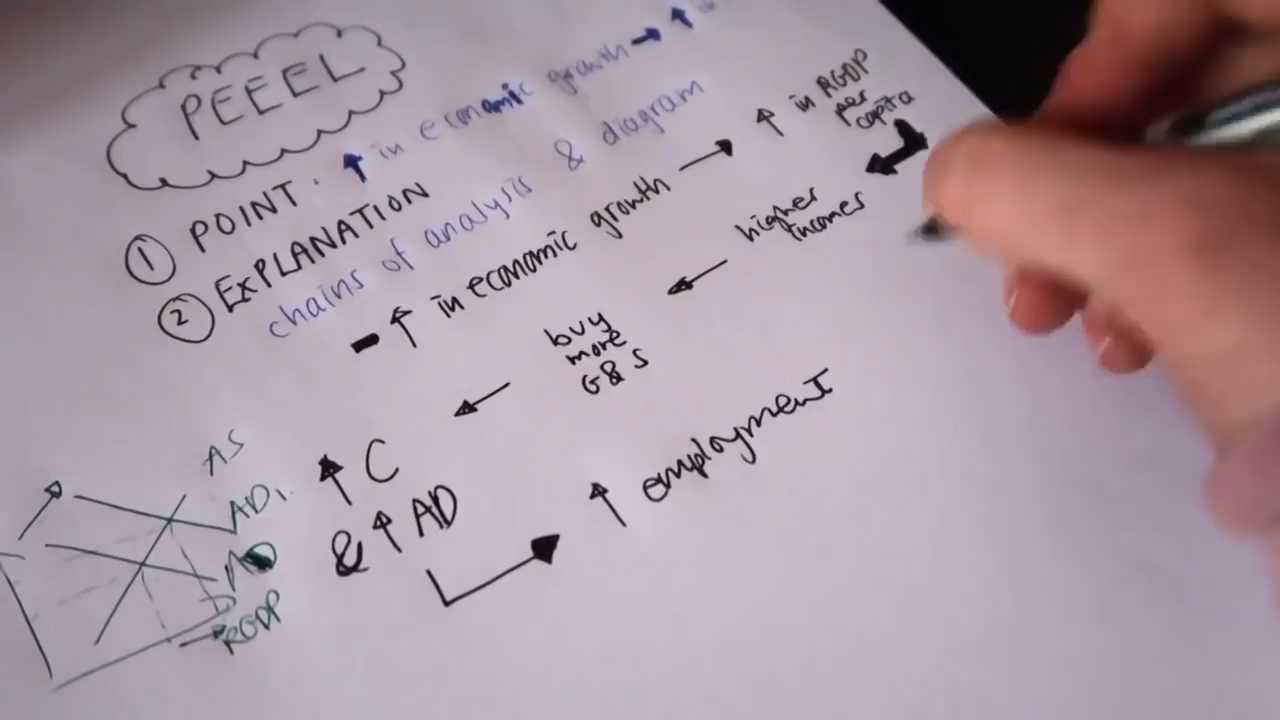 PEEEL
① POINT. ↑ in economic growth → ↑
② EXPLANATION
chains of analysis & diagram
- ↑ in economic growth → ↑ in RGDP
per
capita
higher
incomes
buy
more
G&S
↑ C
& ↑ AD
↑ employment
AS
AD1.
AD
RGDP